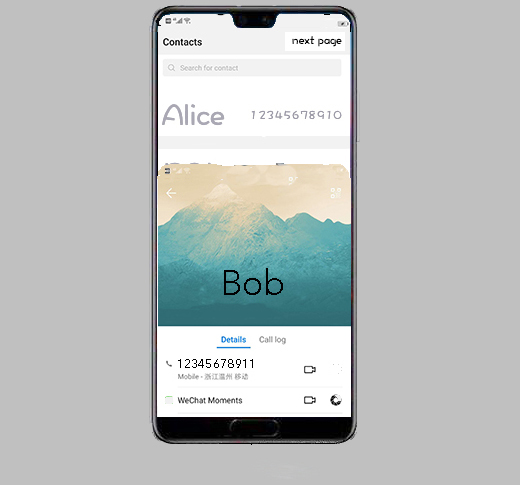 Contacts
next page
Search for contact
Alice 12345678910
Bob
Details Call log
12345678911
Mobile - 浙江温州 移动
WeChat Moments